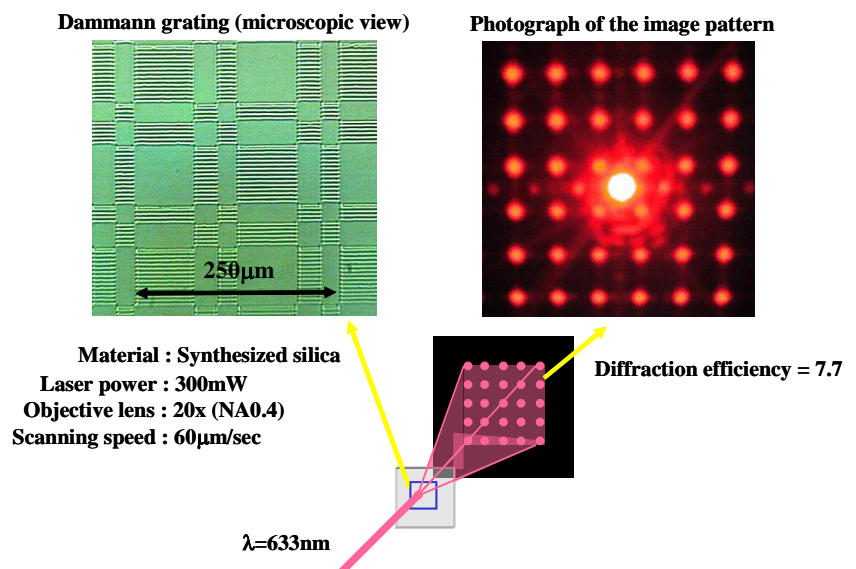 Dammann grating (microscopic view)
Photograph of the image pattern
250μm
Material : Synthesized silica
Laser power : 300mW
Objective lens : 20x (NA0.4)
Scanning speed : 60μm/sec
Diffraction efficiency = 7.7
λ=633nm